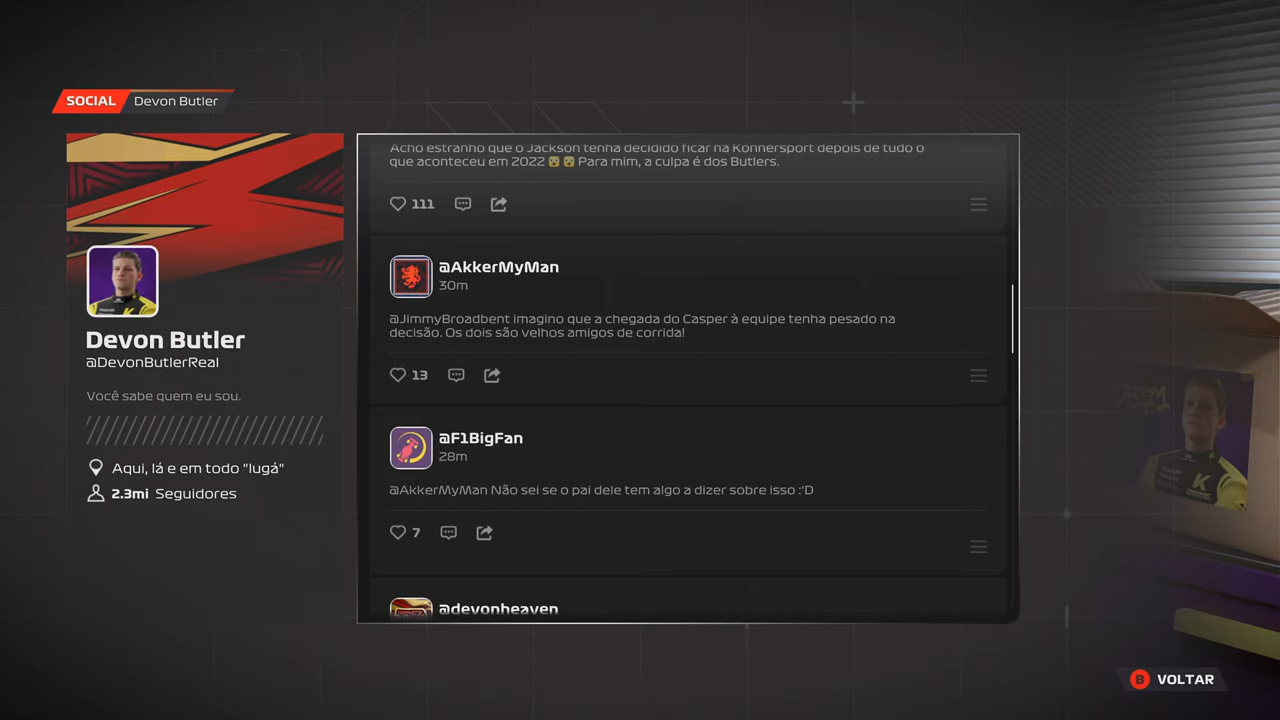 SOCIAL Devon Butler
Devon Butler
@DevonButlerReal
Você sabe quem eu sou.
Aqui, lá e em todo "lugá"
2.3mi Seguidores
Acho estranho que o Jackson tenha decidido ficar na Konnersport depois de tudo o
que aconteceu em 2022 😮😮 Para mim, a culpa é dos Butlers.
111
@AkkerMyMan
30m
@JimmyBroadbent imagino que a chegada do Casper à equipe tenha pesado na
decisão. Os dois são velhos amigos de corrida!
13
@F1BigFan
28m
@AkkerMyMan Não sei se o pai dele tem algo a dizer sobre isso :'D
7
@devonheaven
K
B VOLTAR